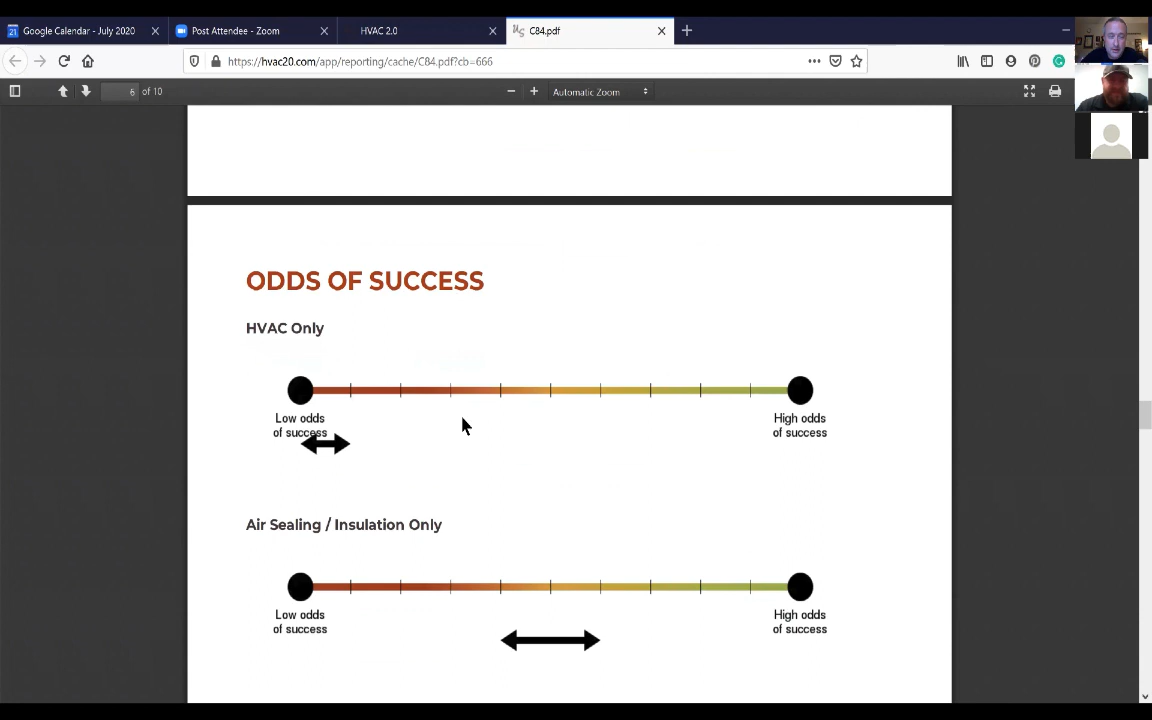 Google Calendar - July 2020
Post Attendee - Zoom
HVAC 2.0
C84.pdf
https://hvac20.com/app/reporting/cache/C84.pdf?cb=666
6 of 10
Automatic Zoom
ODDS OF SUCCESS
HVAC Only
Low odds
of success
High odds
of success
Air Sealing / Insulation Only
Low odds
of success
High odds
of success